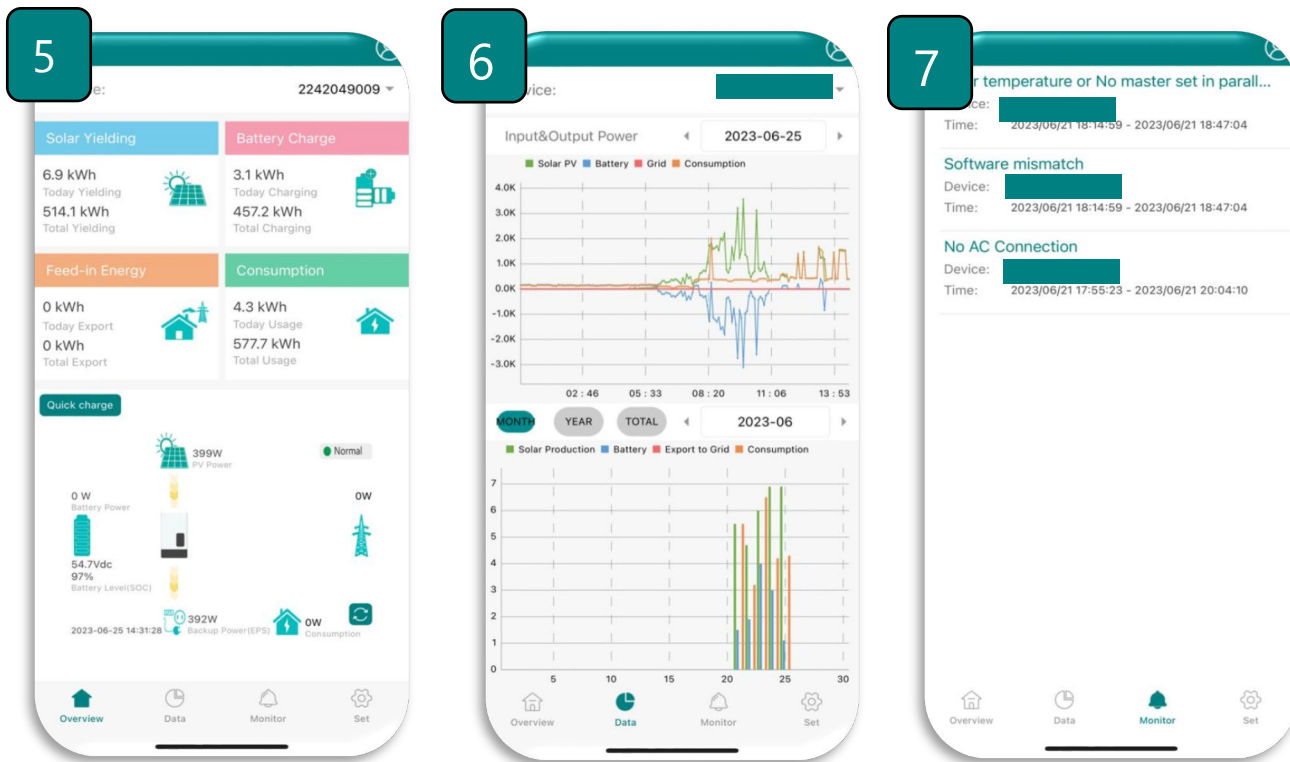 5
e:
2242049009
Solar Yielding
6.9 kWh
Today Yielding
514.1 kWh
Total Yielding
Battery Charge
3.1 kWh
Today Charging
457.2 kWh
Total Charging
Feed-in Energy
0 kWh
Today Export
0 kWh
Total Export
Consumption
4.3 kWh
Today Usage
577.7 kWh
Total Usage
Quick charge
399W
PV Power
Normal
0 W
Battery Power
0W
54.7Vdc
97%
Battery Level(SOC)
2023-06-25 14:31:28
392W
Backup Power(EPS)
0W
Consumption
Overview
Data
Monitor
Set
6
vice:
Input&Output Power
2023-06-25
Solar PV Battery Grid Consumption
4.0K
3.0K
2.0K
1.0K
0.0K
-1.0K
-2.0K
-3.0K
02 : 46 05 : 33 08 : 20 11 : 06 13 : 53
MONTH YEAR TOTAL 2023-06
Solar Production Battery Export to Grid Consumption
7
6
5
4
3
2
1
0
5 10 15 20 25 30
Overview
Data
Monitor
Set
7
r temperature or No master set in parall...
ce:
Time: 2023/06/21 18:14:59 - 2023/06/21 18:47:04
Software mismatch
Device:
Time: 2023/06/21 18:14:59 - 2023/06/21 18:47:04
No AC Connection
Device:
Time: 2023/06/21 17:55:23 - 2023/06/21 20:04:10
Overview
Data
Monitor
Set